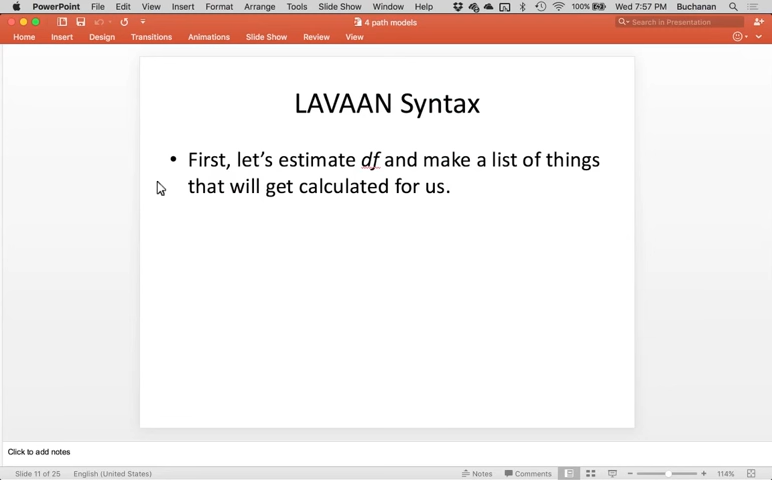 PowerPoint File Edit View Insert Format Arrange Tools Slide Show Window Help 100% Wed 7:57 PM Buchanan
4 path models
Search in Presentation
Home Insert Design Transitions Animations Slide Show Review View
LAVAAN Syntax
• First, let's estimate df and make a list of things
that will get calculated for us.
Click to add notes
Slide 11 of 25 English (United States) Notes Comments 114%